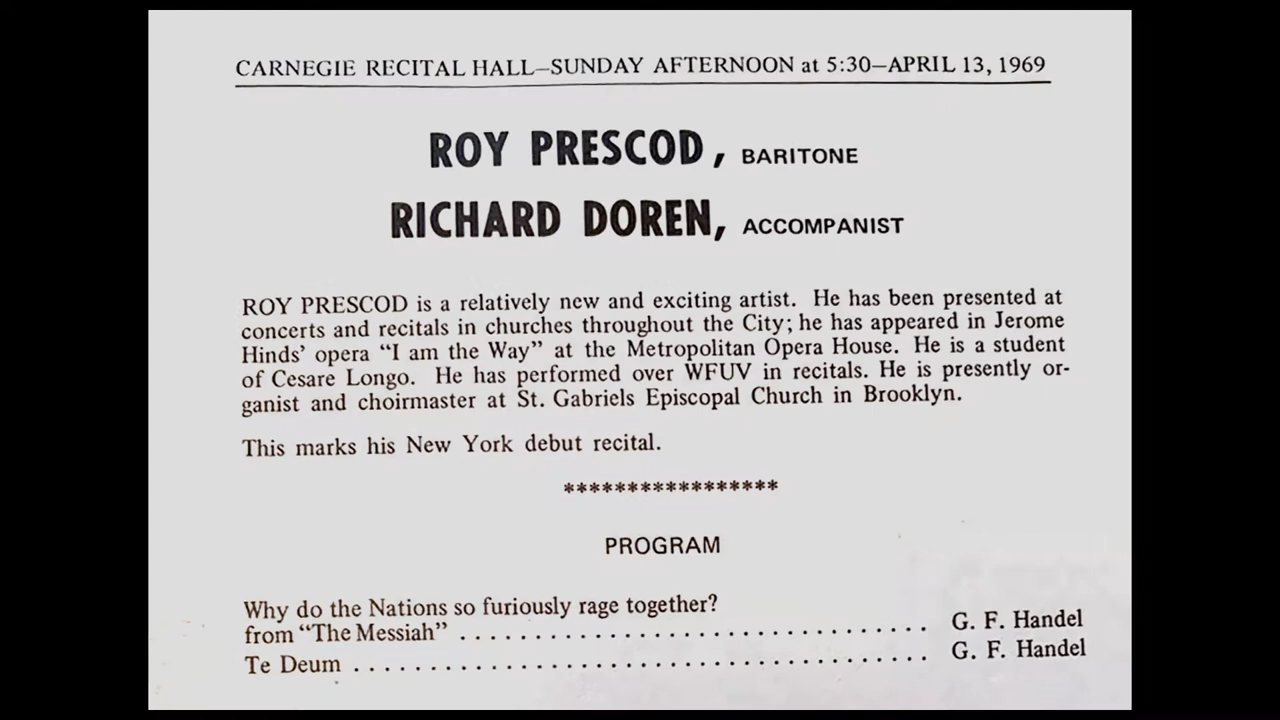 CARNEGIE RECITAL HALL—SUNDAY AFTERNOON at 5:30—APRIL 13, 1969
ROY PRESCOD, BARITONE
RICHARD DOREN, ACCOMPANIST
ROY PRESCOD is a relatively new and exciting artist. He has been presented at
concerts and recitals in churches throughout the City; he has appeared in Jerome
Hinds' opera "I am the Way" at the Metropolitan Opera House. He is a student
of Cesare Longo. He has performed over WFUV in recitals. He is presently or-
ganist and choirmaster at St. Gabriels Episcopal Church in Brooklyn.
This marks his New York debut recital.
*****************
PROGRAM
Why do the Nations so furiously rage together?
from "The Messiah" . . . . . . . . . . . . . . . . . . . . . . . . . . . . . . . . . . . G. F. Handel
Te Deum . . . . . . . . . . . . . . . . . . . . . . . . . . . . . . . . . . . . . . . . . . . G. F. Handel